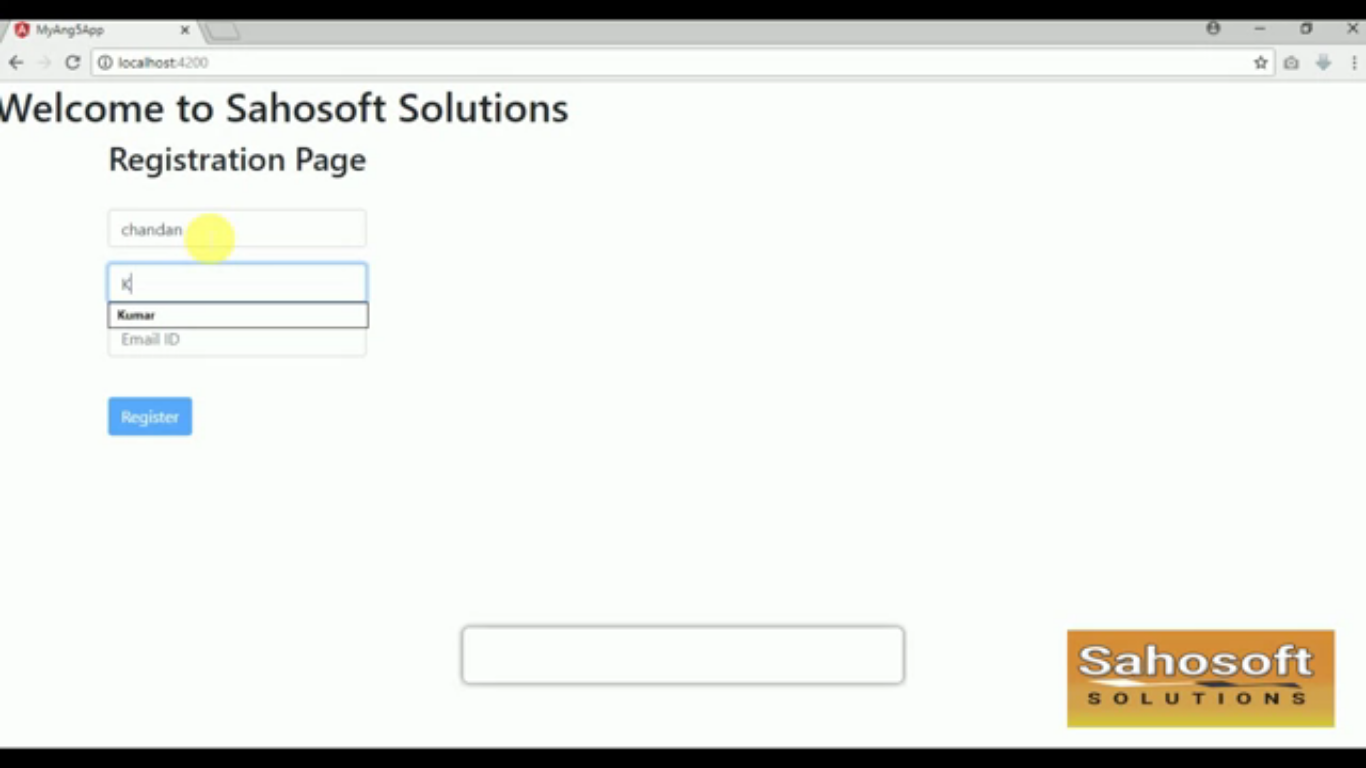 MyAng5App
localhost:4200
Welcome to Sahosoft Solutions
Registration Page
chandan
K
Kumar
Email ID
Register
Sahosoft
SOLUTIONS